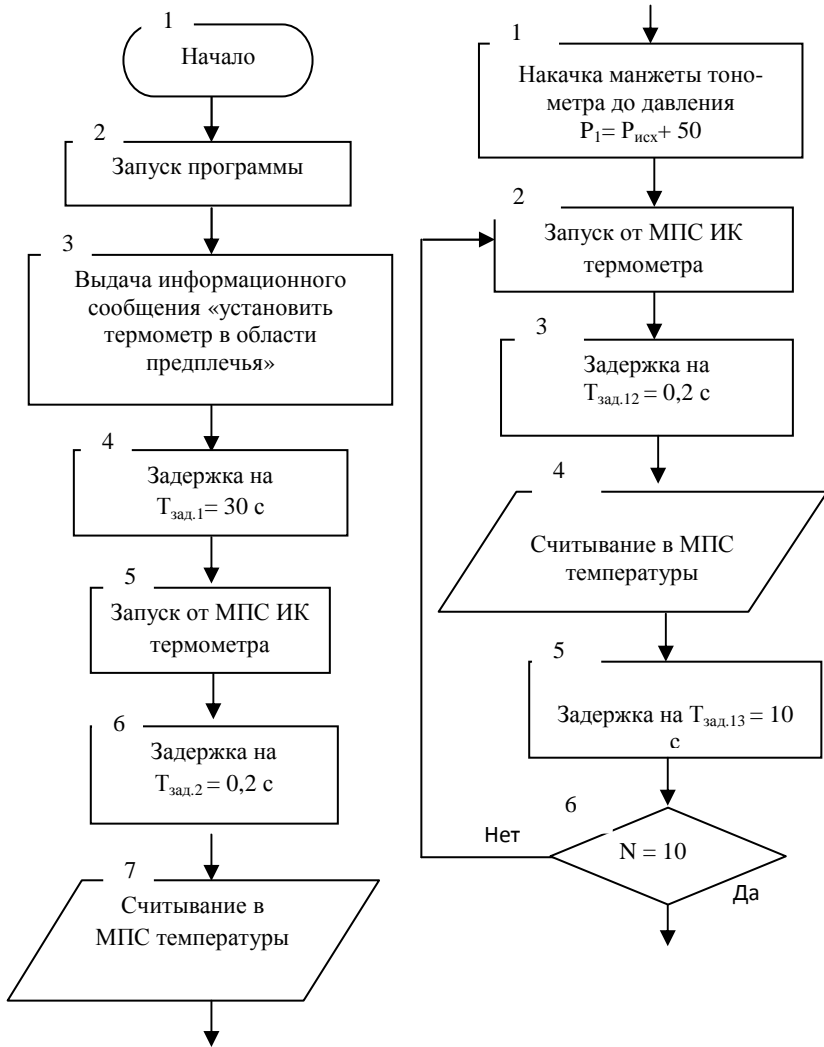 1
Начало
2
Запуск программы
3
Выдача информационного
сообщения «установить
термометр в области
предплечья»
4
Задержка на
Тзад.1= 30 с
5
Запуск от МПС ИК
термометра
6
Задержка на
Тзад.2 = 0,2 с
7
Считывание в
МПС температуры
1
Накачка манжеты тоно-
метра до давления
Р1= Рисх+ 50
2
Запуск от МПС ИК
термометра
3
Задержка на
Тзад.12 = 0,2 с
4
Считывание в МПС
температуры
5
Задержка на Тзад.13 = 10
с
6
Нет
N = 10
Да